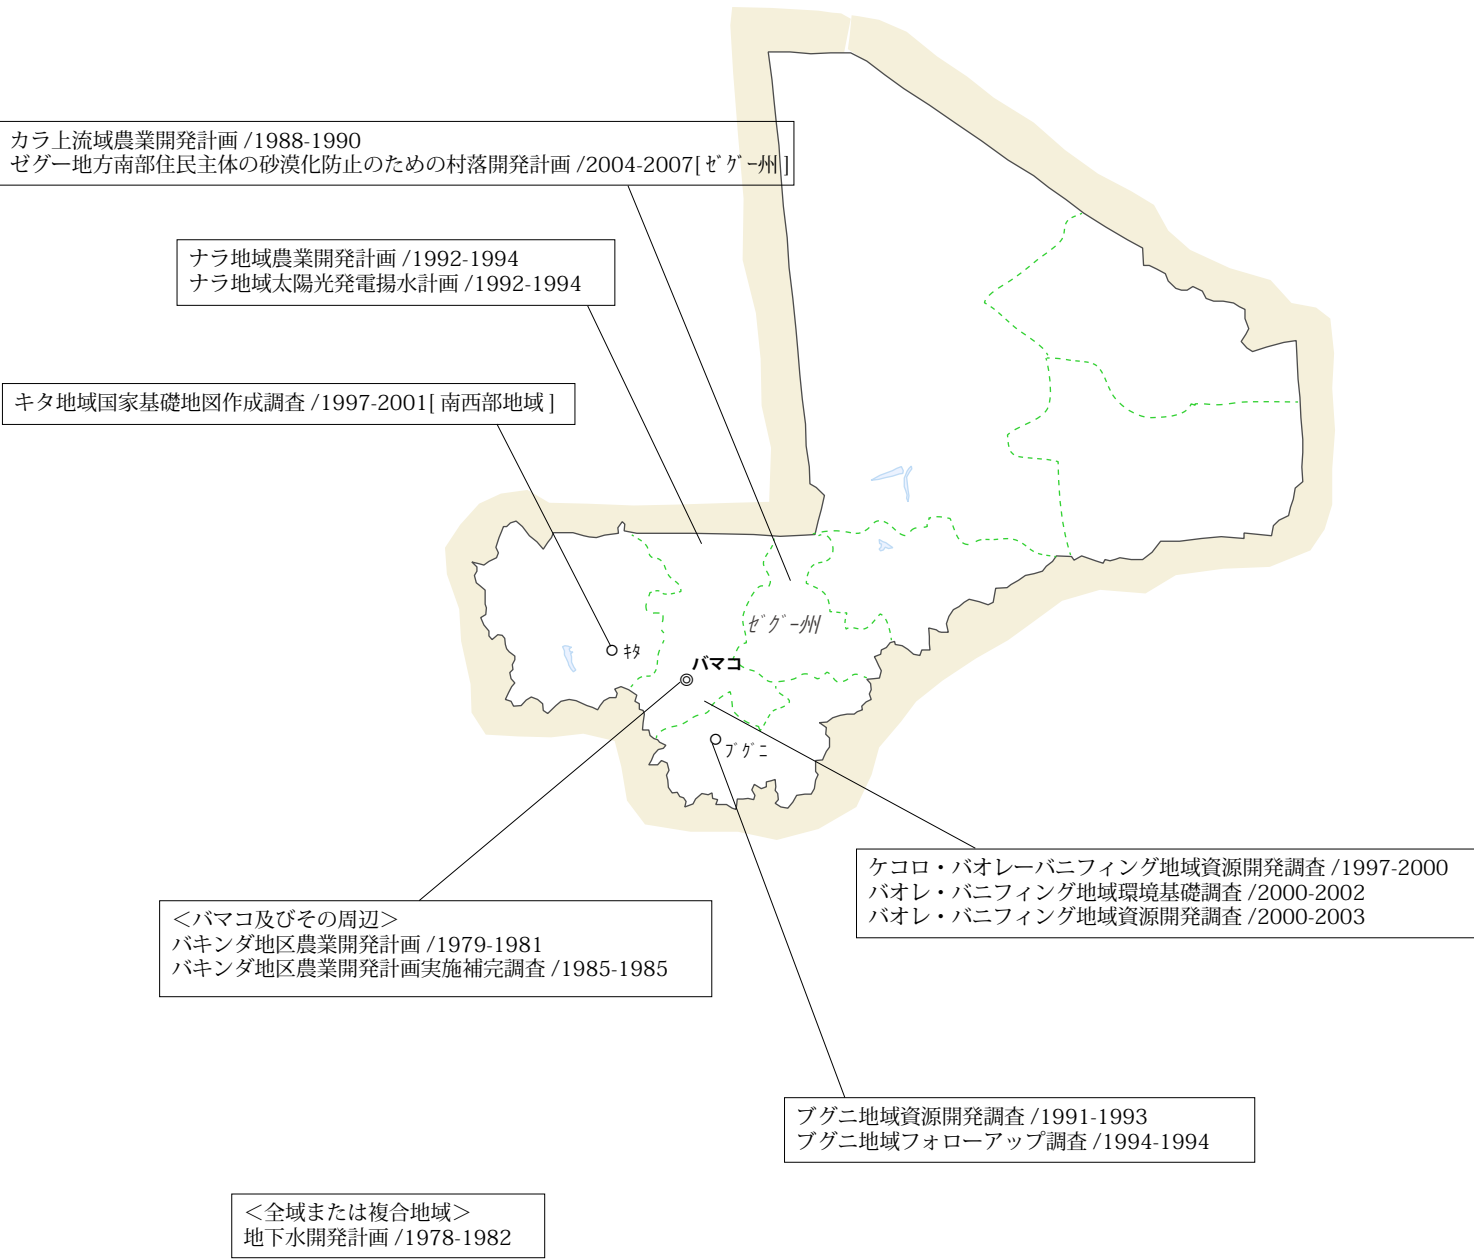 カラ上流域農業開発計画 /1988-1990
ゼグー地方南部住民主体の砂漠化防止のための村落開発計画 /2004-2007[ｾﾞｸﾞｰ州 ]
ナラ地域農業開発計画 /1992-1994
ナラ地域太陽光発電揚水計画 /1992-1994
キタ地域国家基礎地図作成調査 /1997-2001[ 南西部地域 ]
ｾﾞｸﾞｰ州
ｷﾀ
バマコ
ﾌﾞｸﾞﾆ
ケコロ・バオレーバニフィング地域資源開発調査 /1997-2000
バオレ・バニフィング地域環境基礎調査 /2000-2002
バオレ・バニフィング地域資源開発調査 /2000-2003
＜バマコ及びその周辺＞
バキンダ地区農業開発計画 /1979-1981
バキンダ地区農業開発計画実施補完調査 /1985-1985
ブグニ地域資源開発調査 /1991-1993
ブグニ地域フォローアップ調査 /1994-1994
＜全域または複合地域＞
地下水開発計画 /1978-1982